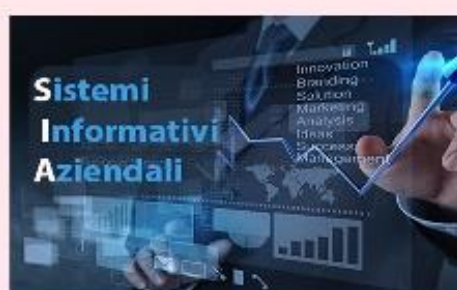 Sistemi
Informativi
Aziendali
Innovation
Branding
Solution
Marketing
Analysis
Ideas
Success
Management